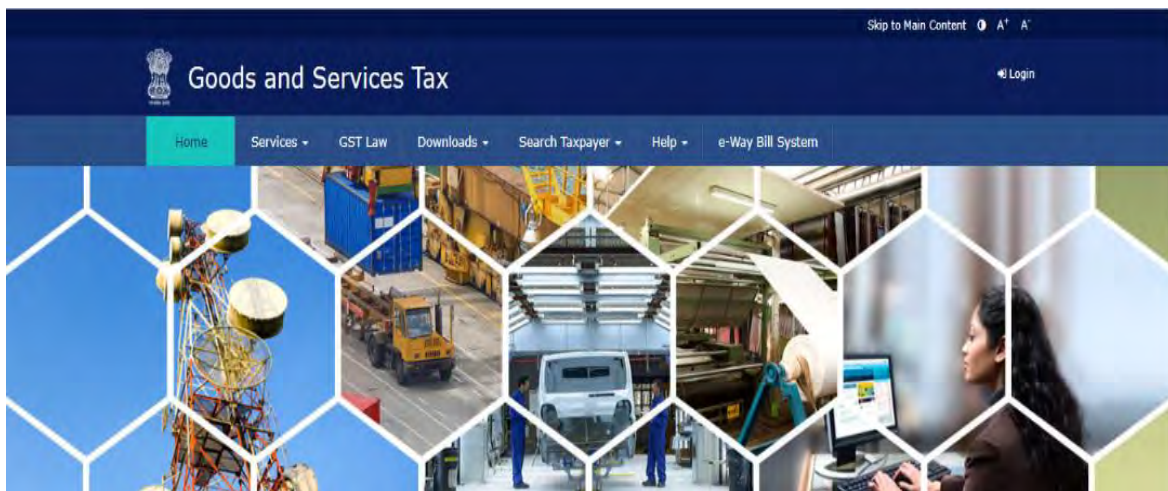 Skip to Main Content A+ A-
Goods and Services Tax
Login
Home Services GST Law Downloads Search Taxpayer Help e-Way Bill System